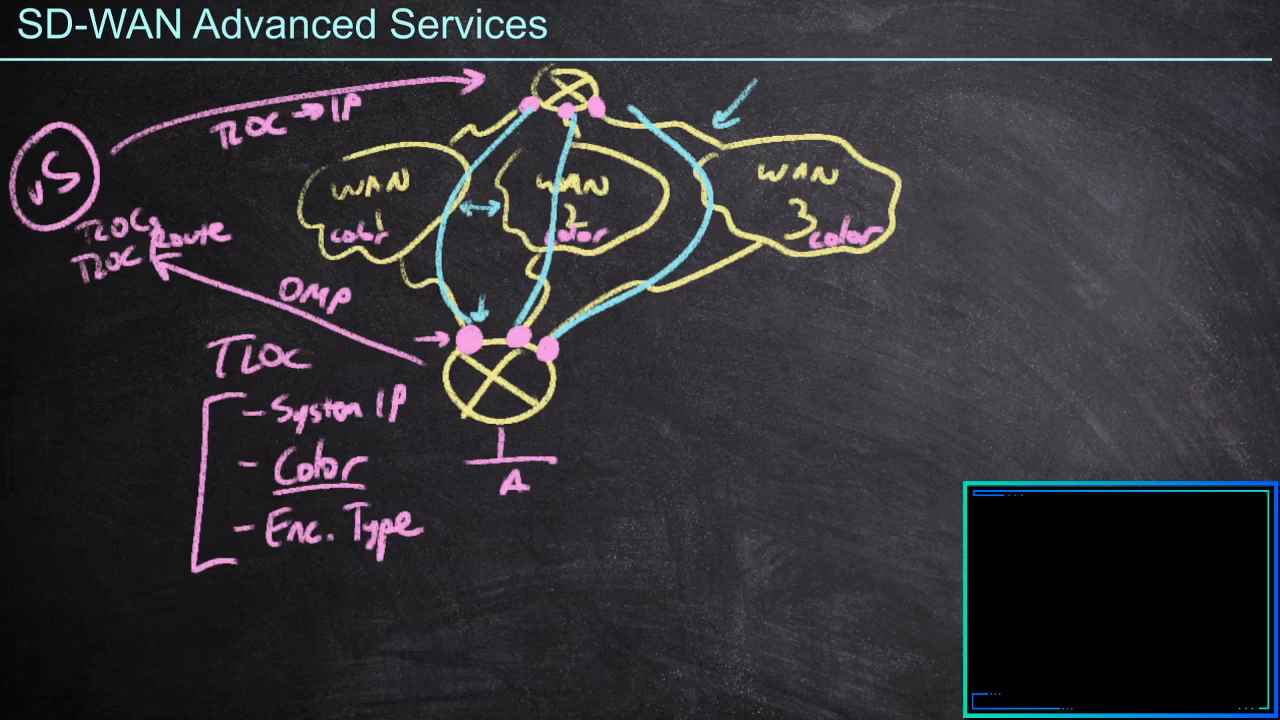 SD-WAN Advanced Services
TLOC → IP
vS
WAN
1
color
WAN
2
color
WAN
3
color
TLOC
Route
TLOC
OMP
TLOC
- System IP
- Color
- Enc. Type
A